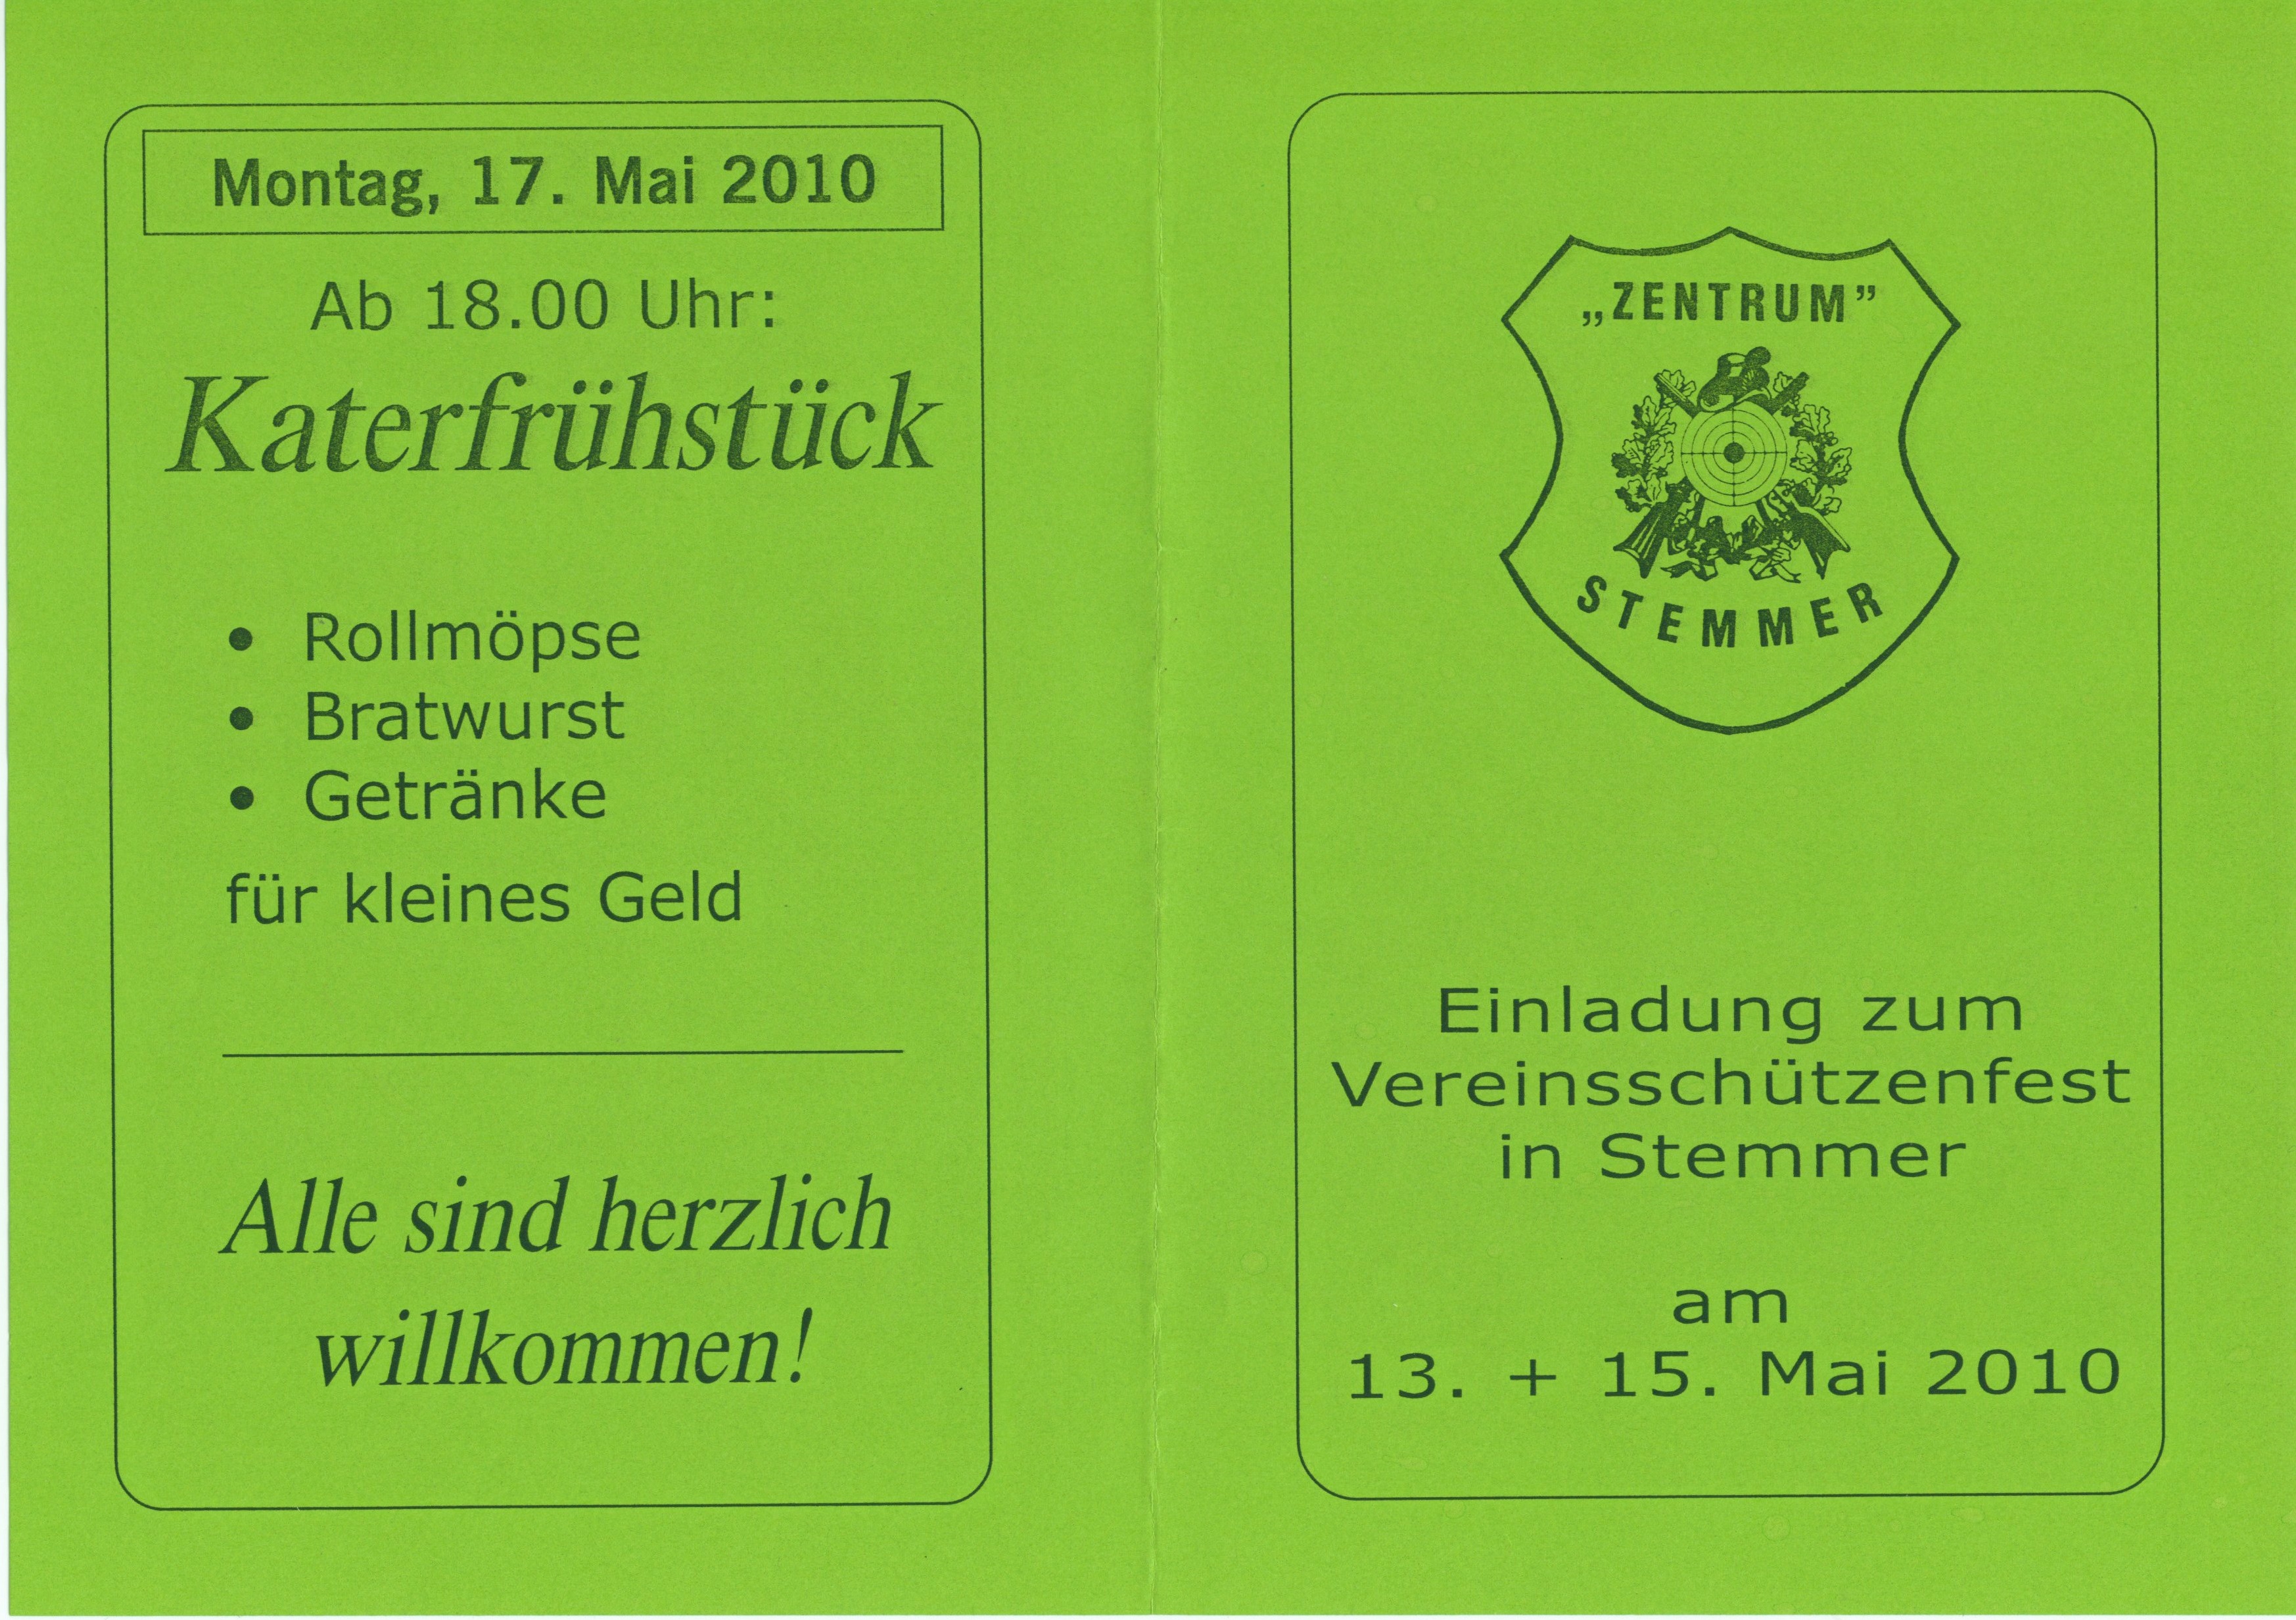 Montag, 17. Mai 2010
Ab 18.00 Uhr:
Katerfrühstück
• Rollmöpse
• Bratwurst
• Getränke
für kleines Geld
Alle sind herzlich
willkommen!
„ZENTRUM”
STEMMER
Einladung zum
Vereinsschützenfest
in Stemmer
am
13. + 15. Mai 2010